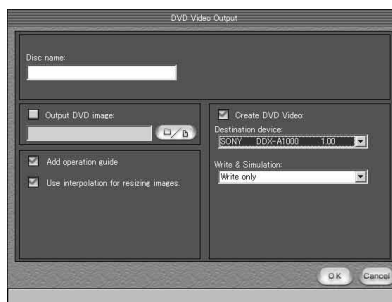 DVD Video Output
Disc name:
Output DVD image:
Add operation guide
Use interpolation for resizing images.
Create DVD Video:
Destination device:
SONY DDX-A1000 1.00
Write & Simulation:
Write only
OK
Cancel